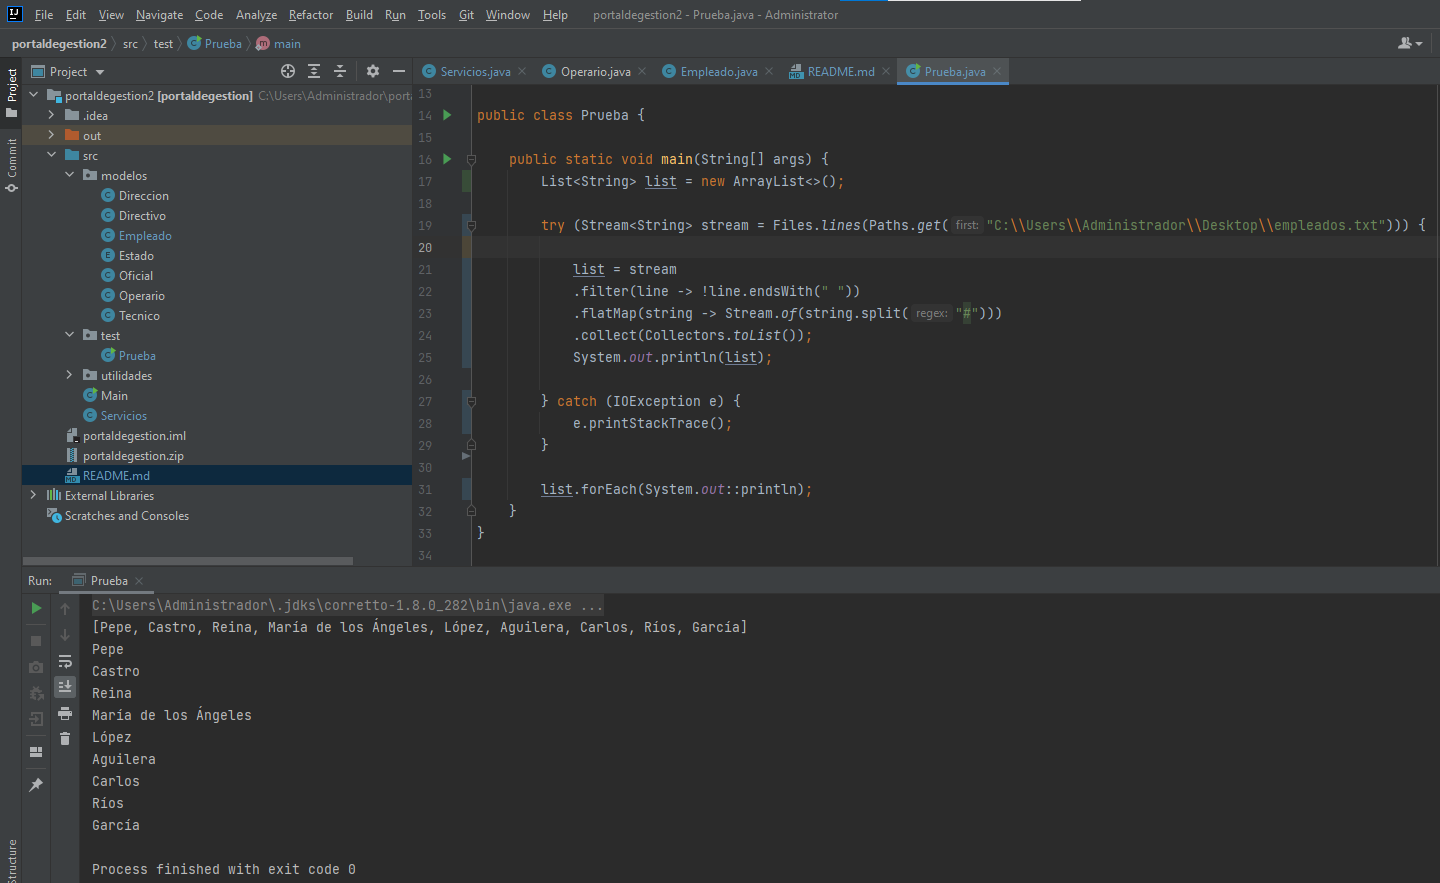 File Edit View Navigate Code Analyze Refactor Build Run Tools Git Window Help portaldegestion2 - Prueba.java - Administrator
portaldegestion2 src test Prueba main
Project
Servicios.java Operario.java Empleado.java README.md Prueba.java
Project
Commit
Structure
portaldegestion2 [portaldegestion] C:\Users\Administrador\porta
.idea
out
src
modelos
Direccion
Directivo
Empleado
Estado
Oficial
Operario
Tecnico
test
Prueba
utilidades
Main
Servicios
portaldegestion.iml
portaldegestion.zip
README.md
External Libraries
Scratches and Consoles
13
14 public class Prueba {
15
16 public static void main(String[] args) {
17 List<String> list = new ArrayList<>();
18
19 try (Stream<String> stream = Files.lines(Paths.get( first: "C:\\Users\\Administrador\\Desktop\\empleados.txt"))) {
20
21 list = stream
22 .filter(line -> !line.endsWith(" "))
23 .flatMap(string -> Stream.of(string.split( regex: "#")))
24 .collect(Collectors.toList());
25 System.out.println(list);
26
27 } catch (IOException e) {
28 e.printStackTrace();
29 }
30
31 list.forEach(System.out::println);
32 }
33 }
34
Run: Prueba
C:\Users\Administrador\.jdks\corretto-1.8.0_282\bin\java.exe ...
[Pepe, Castro, Reina, María de los Ángeles, López, Aguilera, Carlos, Ríos, García]
Pepe
Castro
Reina
María de los Ángeles
López
Aguilera
Carlos
Ríos
García
Process finished with exit code 0